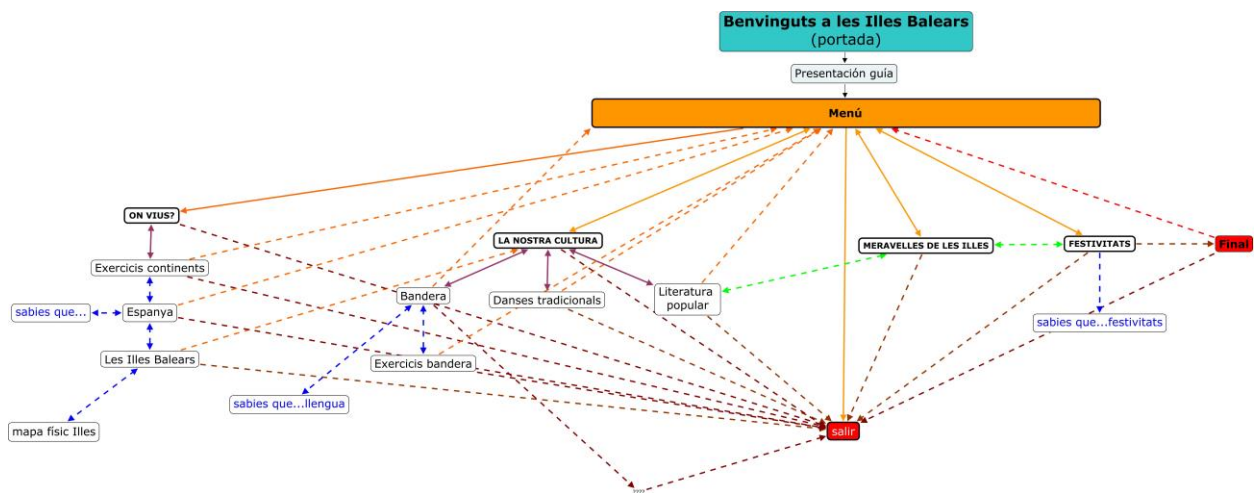 Benvinguts a les Illes Balears
(portada)
Presentación guía
Menú
ON VIUS?
LA NOSTRA CULTURA
MERAVELLES DE LES ILLES
FESTIVITATS
Final
Exercicis continents
Bandera
Danses tradicionals
Literatura
popular
sabies que...
Espanya
sabies que...festivitats
Les Illes Balears
Exercicis bandera
sabies que...llengua
mapa físic Illes
salir
????